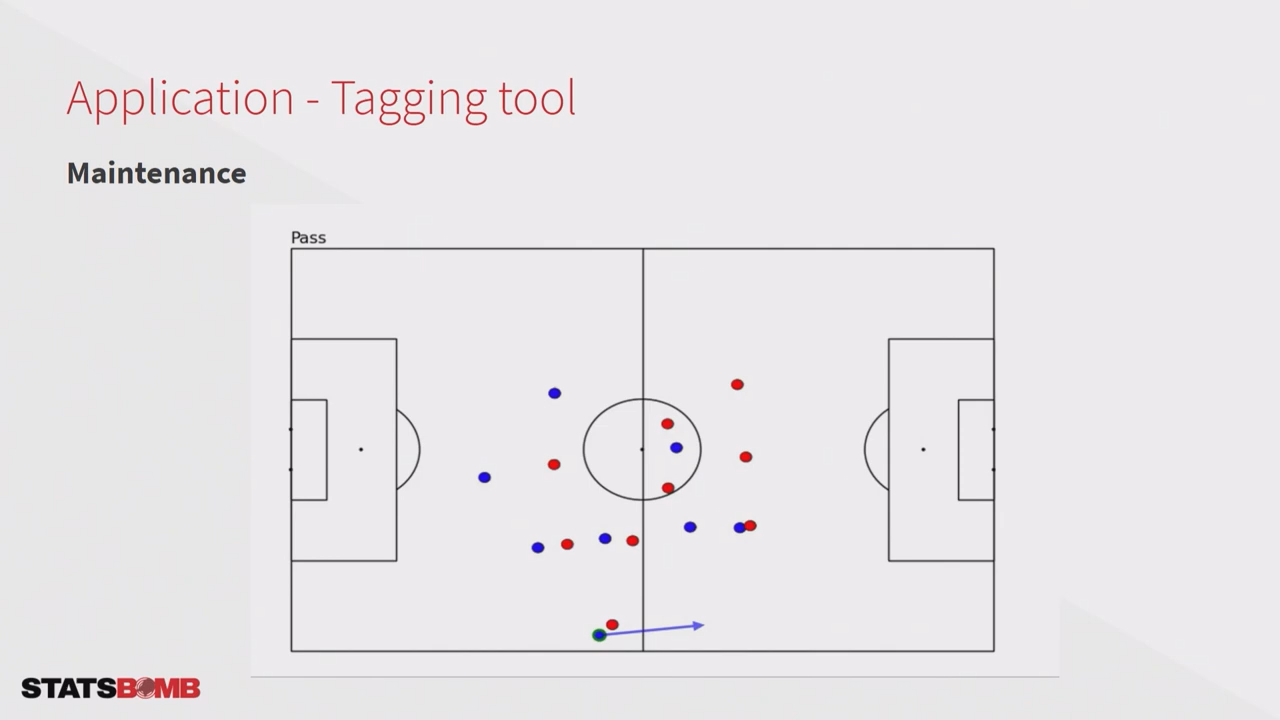 Application - Tagging tool
Maintenance
Pass
STATSBOMB